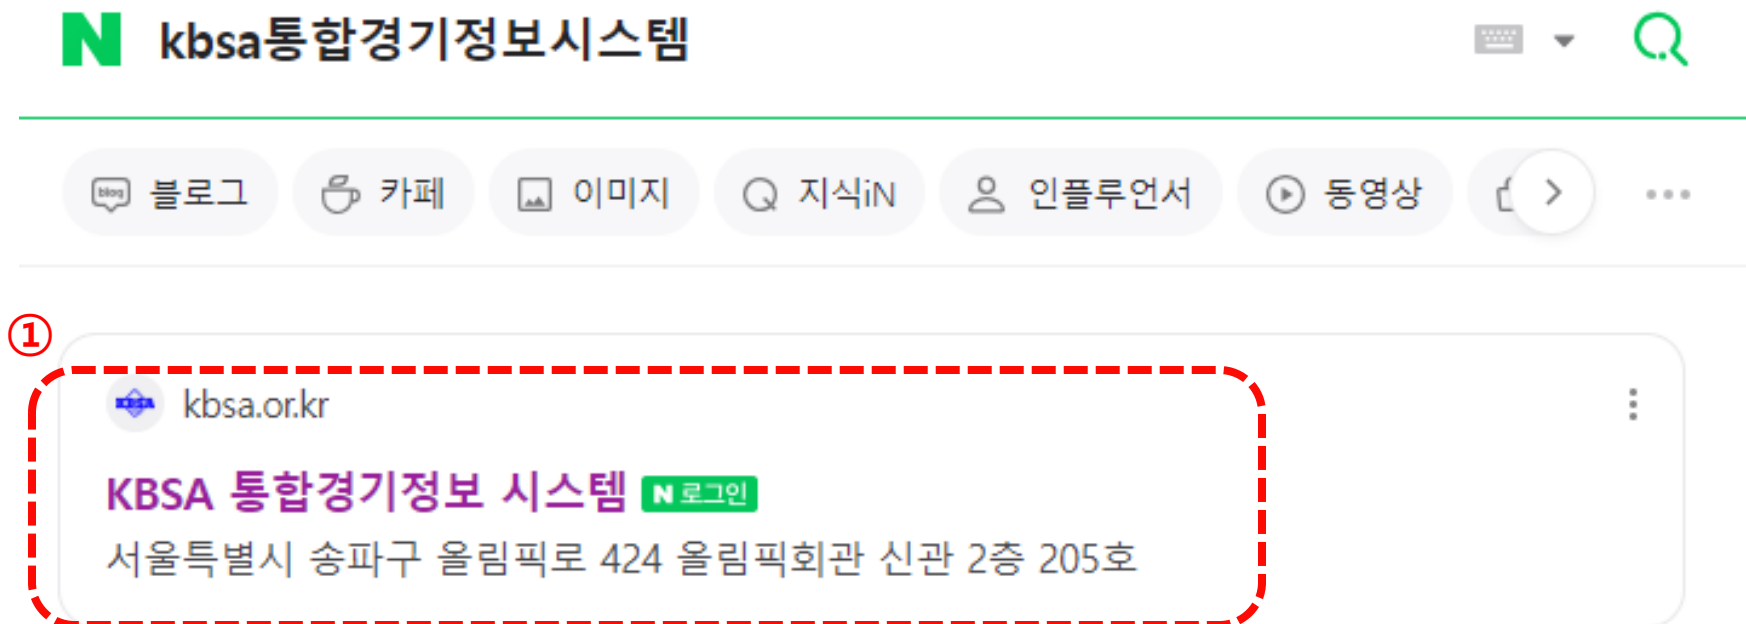 N kbsa통합경기정보시스템
blog 블로그 카페 이미지 지식iN 인플루언서 동영상
①
KBSA kbsa.or.kr
KBSA 통합경기정보 시스템 N 로그인
서울특별시 송파구 올림픽로 424 올림픽회관 신관 2층 205호